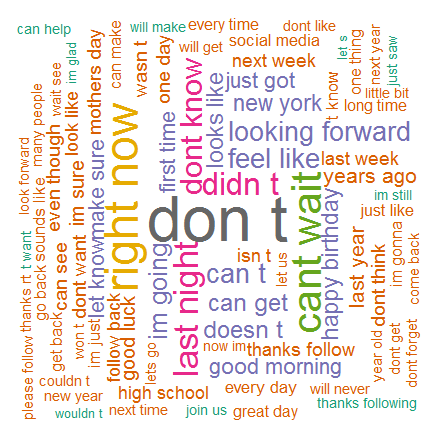 can help
will make
every time
dont like
social media
let s
one thing
next year
just saw
will get
next week
little bit
long time
just got
new york
t know
wait see
im glad
can make
mothers day
wasn t
one day
dont know
looks like
first time
looking forward
feel like
last week
years ago
im still
just like
look forward
many people
even though
look like
im sure
make sure
right now
didn t
don t
cant wait
happy birthday
last year
dont think
im gonna
come back
go back
sounds like
can see
dont want
let know
im going
last night
isn t
can t
let us
can get
doesn t
please follow
thanks rt
t want
get back
won t
im just
follow back
good luck
lets go
now im
thanks follow
good morning
year old
dont get
dont forget
couldn t
new year
high school
every day
will never
thanks following
wouldn t
next time
join us
great day